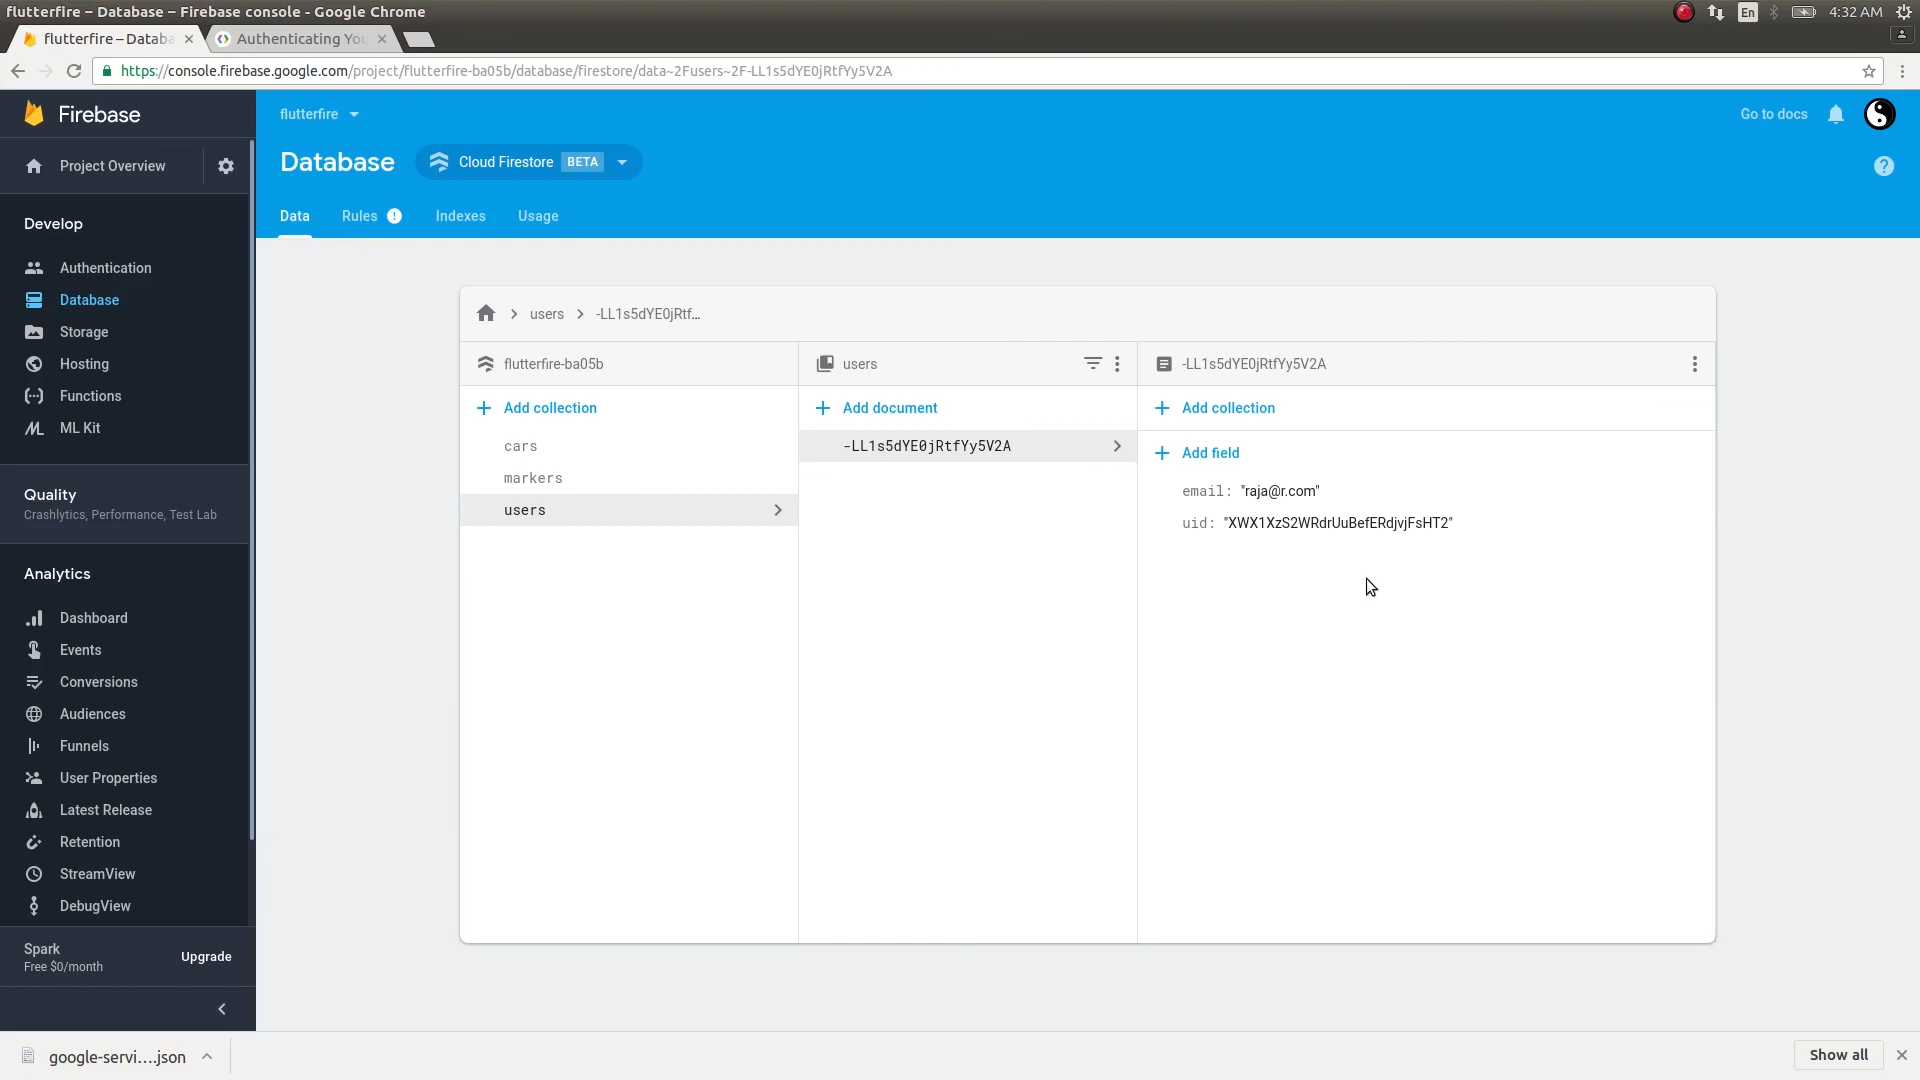 flutterfire – Database – Firebase console - Google Chrome
En
4:32 AM
flutterfire – Databa
Authenticating You
https://console.firebase.google.com/project/flutterfire-ba05b/database/firestore/data~2Fusers~2F-LL1s5dYE0jRtfYy5V2A
Firebase
flutterfire
Go to docs
Project Overview
Database
Cloud Firestore BETA
Data
Rules
Indexes
Usage
Develop
Authentication
Database
Storage
Hosting
Functions
ML Kit
Quality
Crashlytics, Performance, Test Lab
Analytics
Dashboard
Events
Conversions
Audiences
Funnels
User Properties
Latest Release
Retention
StreamView
DebugView
Spark
Free $0/month
Upgrade
users
-LL1s5dYE0jRtf...
flutterfire-ba05b
Add collection
cars
markers
users
users
Add document
-LL1s5dYE0jRtfYy5V2A
-LL1s5dYE0jRtfYy5V2A
Add collection
Add field
email: "raja@r.com"
uid: "XWX1XzS2WRdrUuBefERdjvjFsHT2"
google-servi....json
Show all